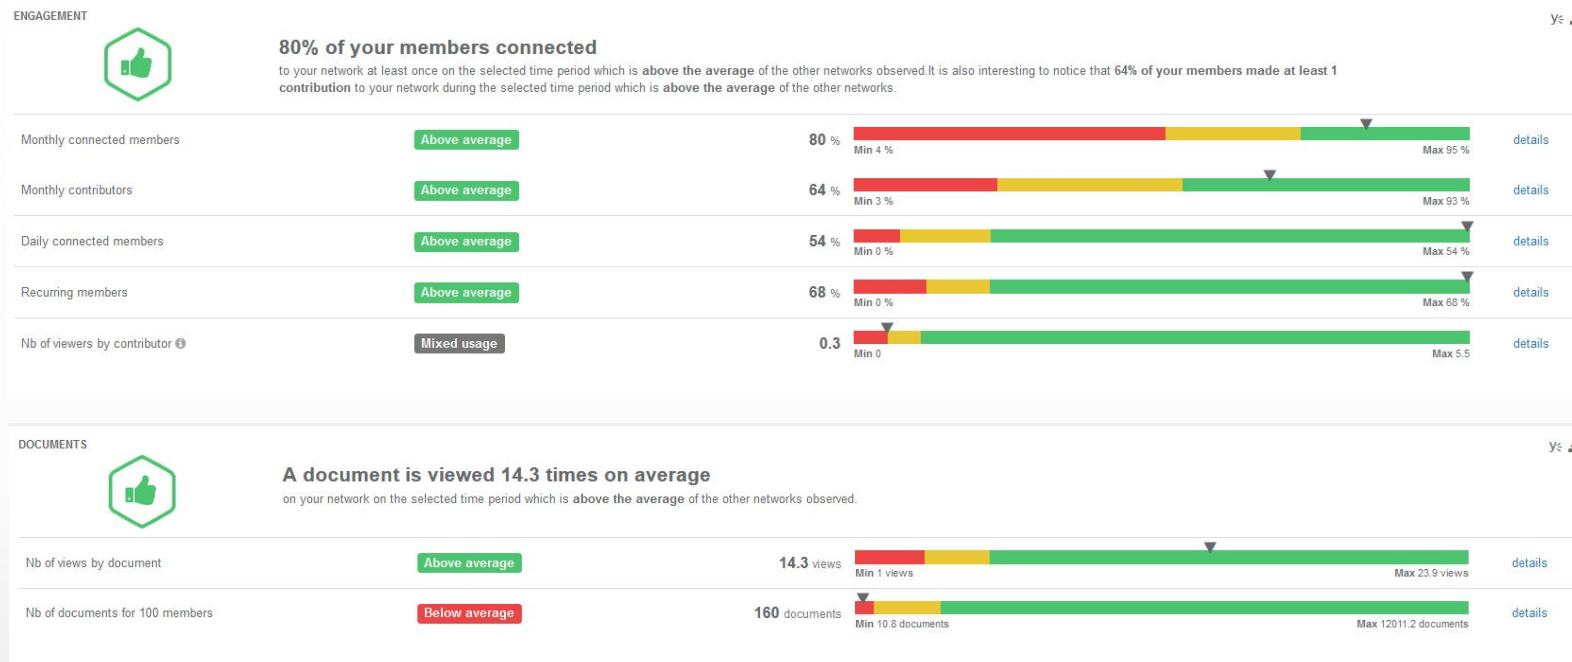 ENGAGEMENT
80% of your members connected
to your network at least once on the selected time period which is above the average of the other networks observed.It is also interesting to notice that 64% of your members made at least 1
contribution to your network during the selected time period which is above the average of the other networks.
Monthly connected members Above average 80 % details
Min 4 % Max 95 %
Monthly contributors Above average 64 % details
Min 3 % Max 93 %
Daily connected members Above average 54 % details
Min 0 % Max 54 %
Recurring members Above average 68 % details
Min 0 % Max 68 %
Nb of viewers by contributor Mixed usage 0.3 details
Min 0 Max 5.5
DOCUMENTS
A document is viewed 14.3 times on average
on your network on the selected time period which is above the average of the other networks observed.
Nb of views by document Above average 14.3 views details
Min 1 views Max 23.9 views
Nb of documents for 100 members Below average 160 documents details
Min 10.8 documents Max 12011.2 documents